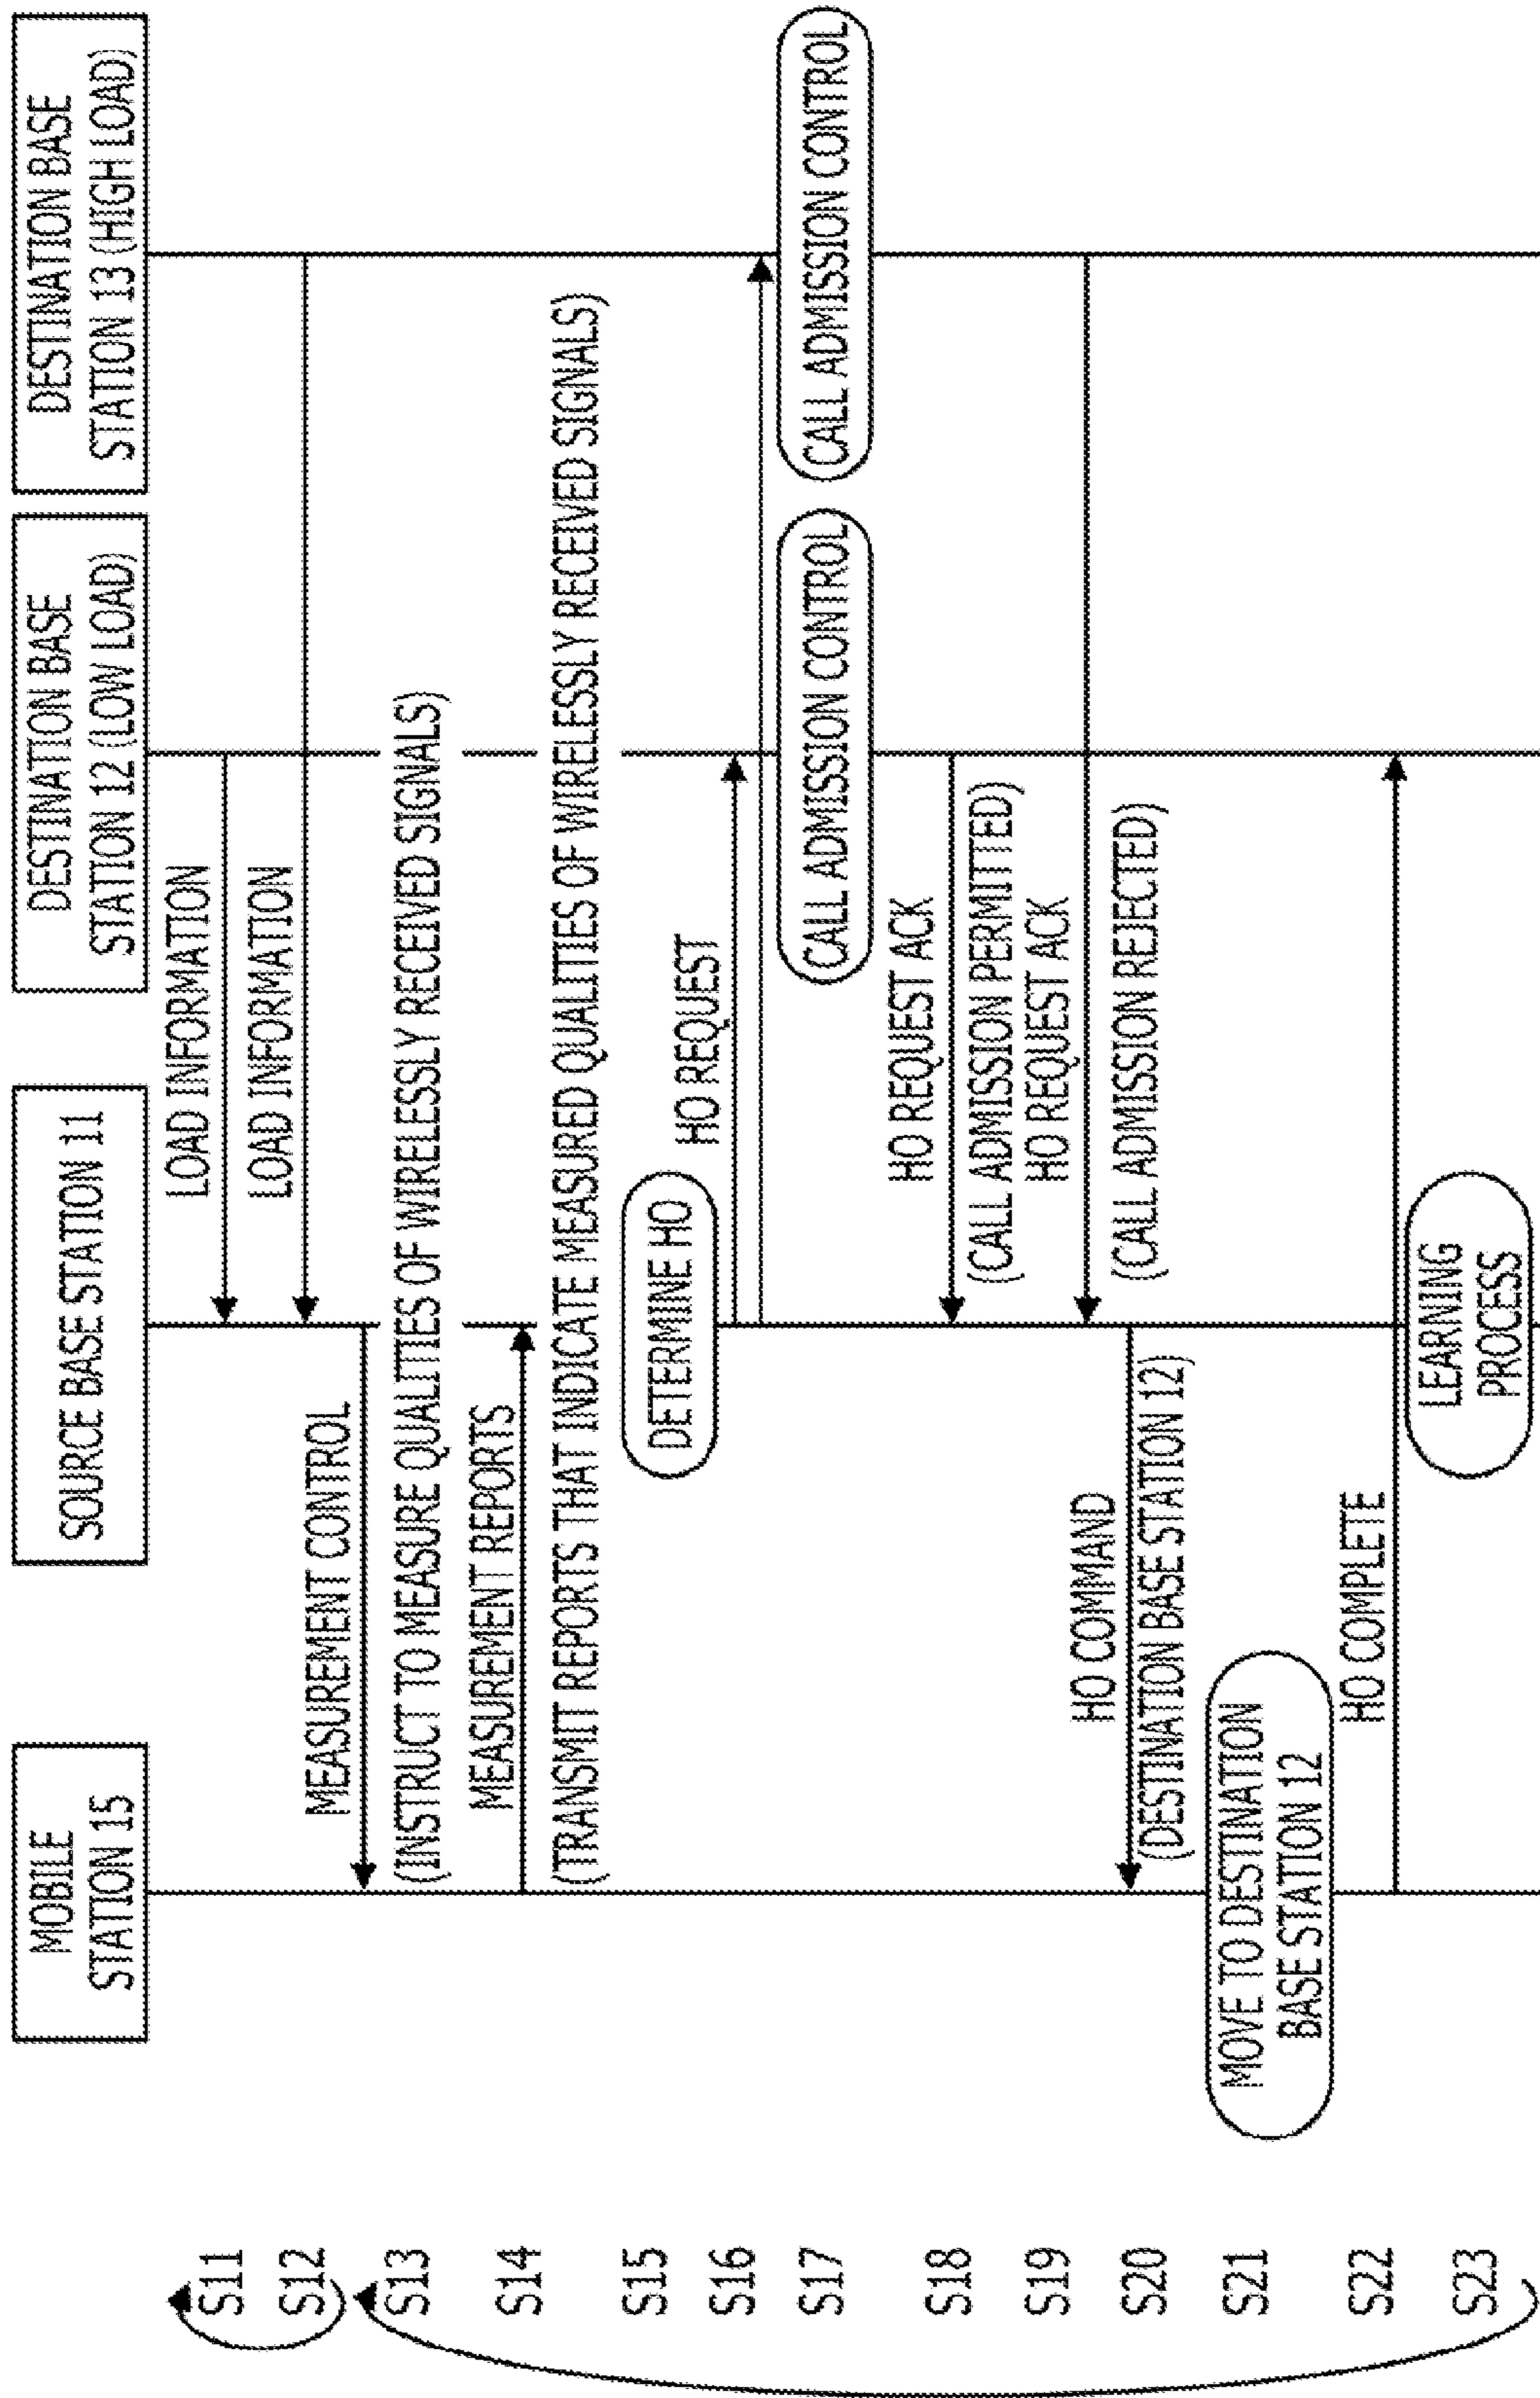 MOBILE
STATION 15
SOURCE BASE STATION 11
DESTINATION BASE
STATION 12 (LOW LOAD)
DESTINATION BASE
STATION 13 (HIGH LOAD)
S11
LOAD INFORMATION
S12
LOAD INFORMATION
MEASUREMENT CONTROL
S13
(INSTRUCT TO MEASURE QUALITIES OF WIRELESSLY RECEIVED SIGNALS)
MEASUREMENT REPORTS
S14
(TRANSMIT REPORTS THAT INDICATE MEASURED QUALITIES OF WIRELESSLY RECEIVED SIGNALS)
S15
DETERMINE HO
S16
HO REQUEST
S17
CALL ADMISSION CONTROL
CALL ADMISSION CONTROL
S18
HO REQUEST ACK
(CALL ADMISSION PERMITTED)
S19
HO REQUEST ACK
(CALL ADMISSION REJECTED)
HO COMMAND
S20
(DESTINATION BASE STATION 12)
S21
MOVE TO DESTINATION
BASE STATION 12
S22
HO COMPLETE
S23
LEARNING
PROCESS